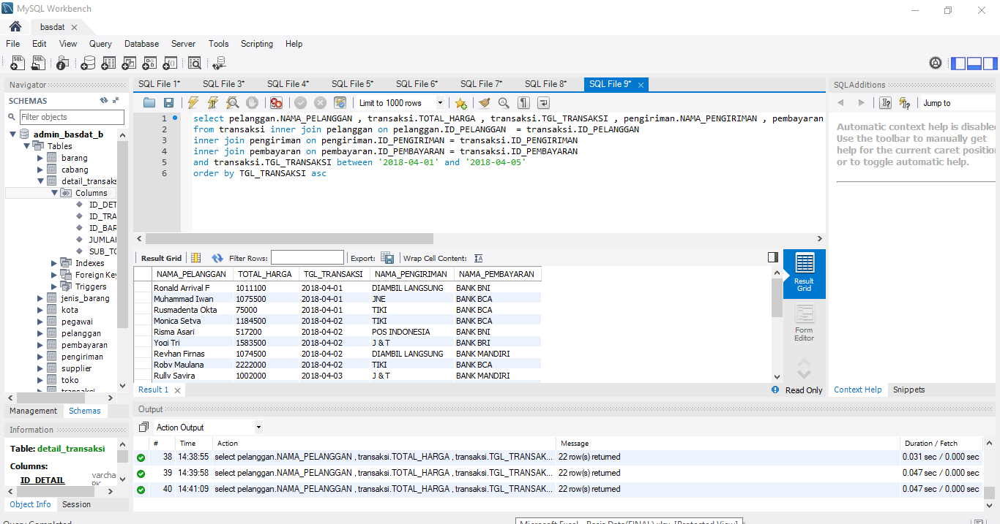 MySQL Workbench
basdat
File Edit View Query Database Server Tools Scripting Help
Navigator
SCHEMAS
Filter objects
admin_basdat_b
Tables
barang
cabang
detail_transaks
Columns
ID_DET
ID_TRA
ID_BAR
JUMLAH
SUB_TO
Indexes
Foreign Key
Triggers
jenis_barang
kota
pegawai
pelanggan
pembayaran
pengiriman
supplier
toko
transaksi
Management Schemas
Information
Table: detail_transaksi
Columns:
ID_DETAIL varcha
PK
Object Info Session
Query Completed
SQL File 1* SQL File 3* SQL File 4* SQL File 5* SQL File 6* SQL File 7* SQL File 8* SQL File 9*
Limit to 1000 rows
1 select pelanggan.NAMA_PELANGGAN , transaksi.TOTAL_HARGA , transaksi.TGL_TRANSAKSI , pengiriman.NAMA_PENGIRIMAN , pembayaran
2 from transaksi inner join pelanggan on pelanggan.ID_PELANGGAN = transaksi.ID_PELANGGAN
3 inner join pengiriman on pengiriman.ID_PENGIRIMAN = transaksi.ID_PENGIRIMAN
4 inner join pembayaran on pembayaran.ID_PEMBAYARAN = transaksi.ID_PEMBAYARAN
5 and transaksi.TGL_TRANSAKSI between '2018-04-01' and '2018-04-05'
6 order by TGL_TRANSAKSI asc
Result Grid Filter Rows: Export: Wrap Cell Content:
NAMA_PELANGGAN TOTAL_HARGA TGL_TRANSAKSI NAMA_PENGIRIMAN NAMA_PEMBAYARAN
Ronald Arrival F 1011100 2018-04-01 DIAMBIL LANGSUNG BANK BNI
Muhammad Iwan 1075500 2018-04-01 JNE BANK BCA
Rusmadenta Okta 75000 2018-04-01 TIKI BANK BCA
Monica Setya 1184500 2018-04-02 TIKI BANK BCA
Risma Asari 517200 2018-04-02 POS INDONESIA BANK BNI
Yogi Tri 1583500 2018-04-02 J & T BANK BRI
Reyhan Firnas 1074500 2018-04-02 DIAMBIL LANGSUNG BANK MANDIRI
Roby Maulana 2222000 2018-04-02 TIKI BANK BCA
Rully Savira 1002000 2018-04-03 J & T BANK MANDIRI
Result Grid
Form Editor
Result 1
Read Only
SQLAdditions
Jump to
Automatic context help is disabled
Use the toolbar to manually get
help for the current caret position
or to toggle automatic help.
Context Help Snippets
Output
Action Output
# Time Action Message Duration / Fetch
38 14:38:55 select pelanggan.NAMA_PELANGGAN , transaksi.TOTAL_HARGA , transaksi.TGL_TRANSAK... 22 row(s) returned 0.031 sec / 0.000 sec
39 14:39:58 select pelanggan.NAMA_PELANGGAN , transaksi.TOTAL_HARGA , transaksi.TGL_TRANSAK... 22 row(s) returned 0.047 sec / 0.000 sec
40 14:41:09 select pelanggan.NAMA_PELANGGAN , transaksi.TOTAL_HARGA , transaksi.TGL_TRANSAK... 22 row(s) returned 0.047 sec / 0.000 sec
Microsoft Excel - Basis Data(FINAL).xlsx [Protected View]